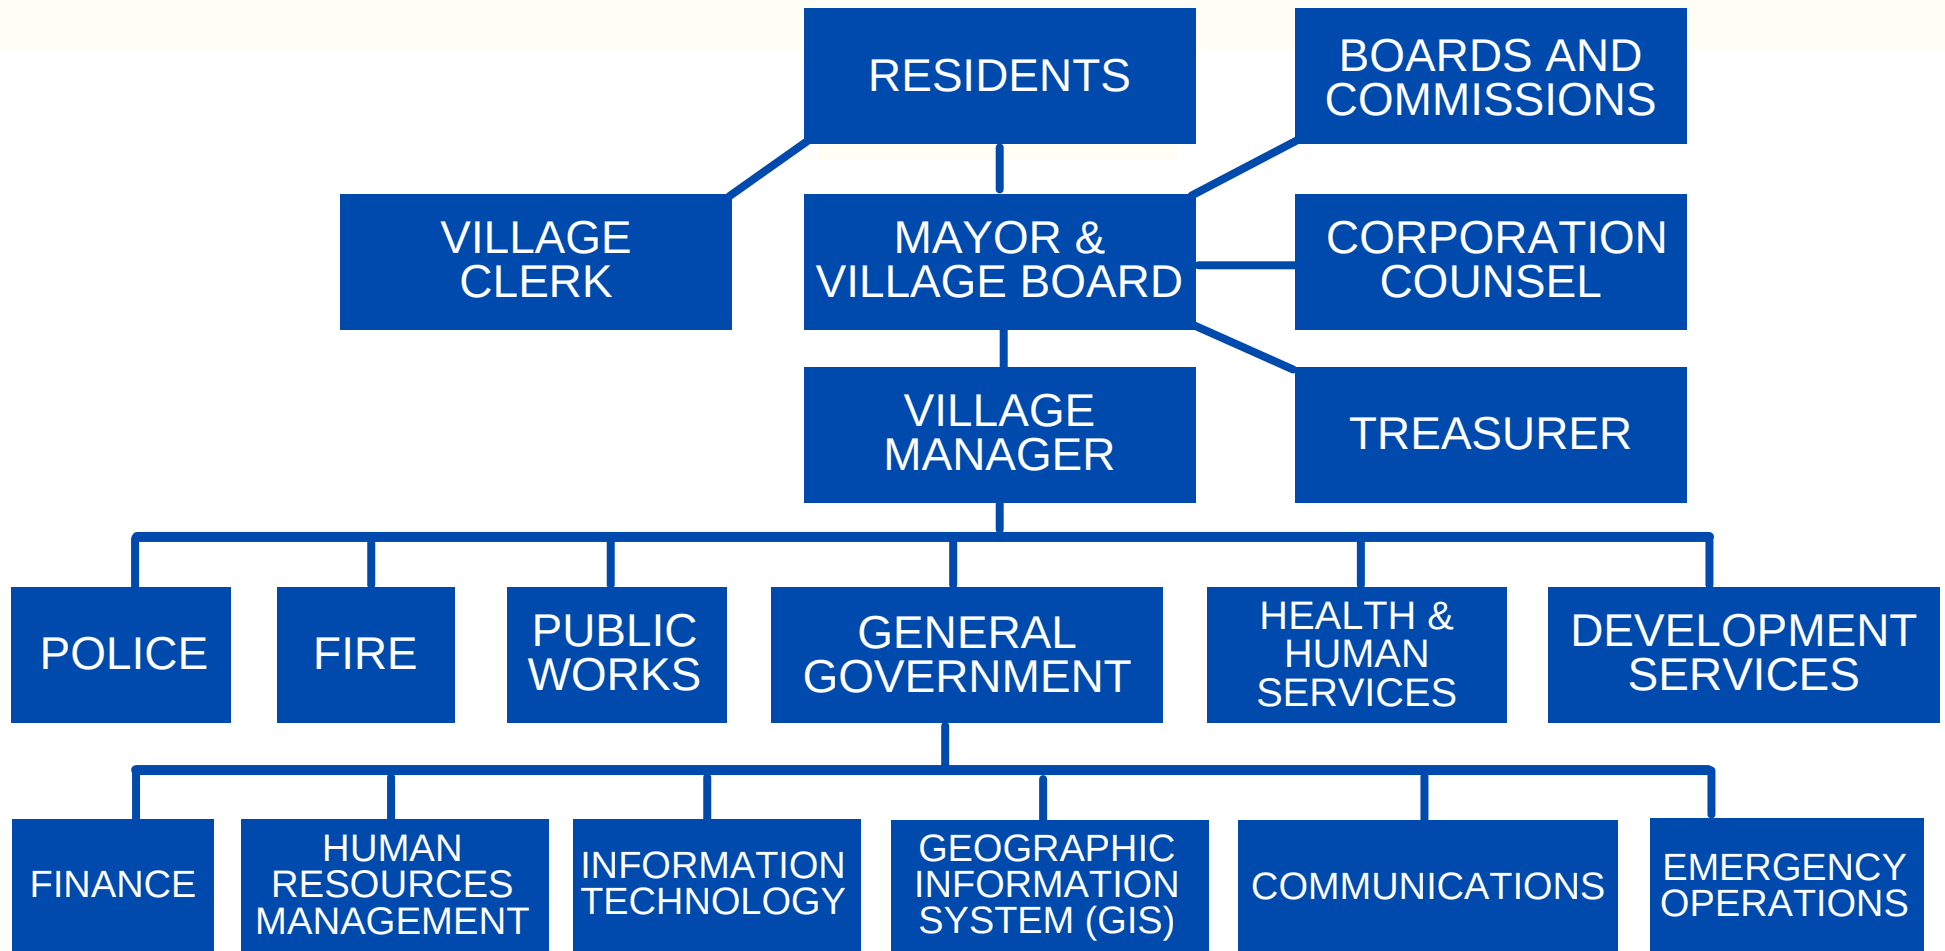 RESIDENTS
BOARDS AND
COMMISSIONS
VILLAGE
CLERK
MAYOR &
VILLAGE BOARD
CORPORATION
COUNSEL
VILLAGE
MANAGER
TREASURER
POLICE
FIRE
PUBLIC
WORKS
GENERAL
GOVERNMENT
HEALTH &
HUMAN
SERVICES
DEVELOPMENT
SERVICES
FINANCE
HUMAN
RESOURCES
MANAGEMENT
INFORMATION
TECHNOLOGY
GEOGRAPHIC
INFORMATION
SYSTEM (GIS)
COMMUNICATIONS
EMERGENCY
OPERATIONS